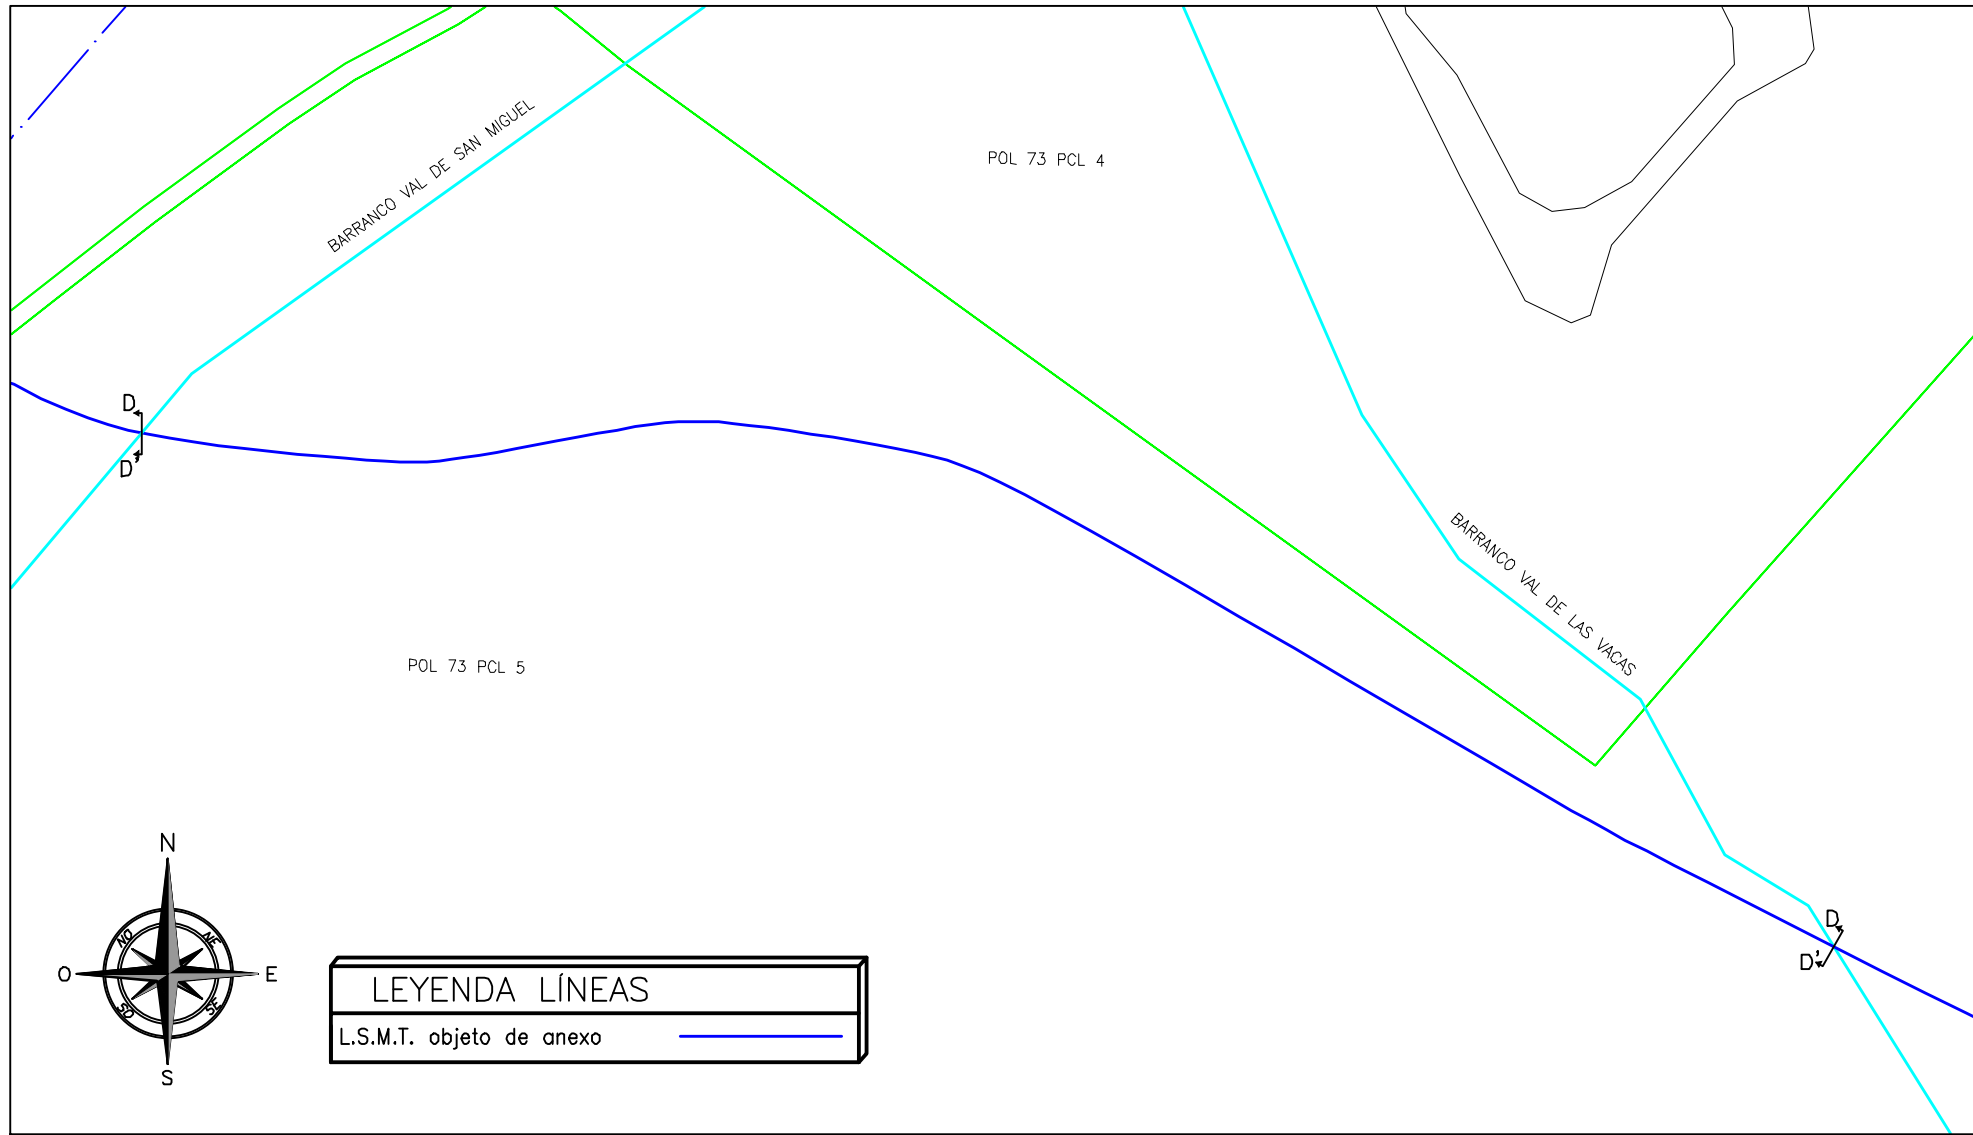 BARRANCO VAL DE SAN MIGUEL
POL 73 PCL 4
D
D'
BARRANCO VAL DE LAS VACAS
POL 73 PCL 5
D
D'
N
NO
NE
O
E
SO
SE
S
LEYENDA LÍNEAS
L.S.M.T. objeto de anexo